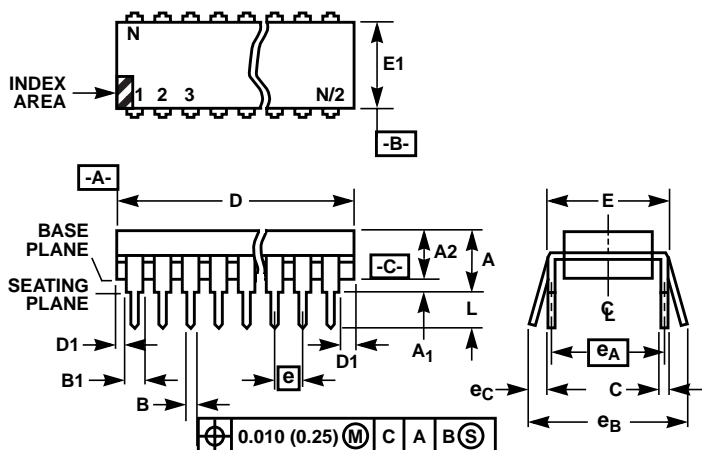 N
E1
INDEX
AREA
1 2 3 N/2
-B-
-A-
D
E
BASE
PLANE
A2
A
-C-
SEATING
PLANE
L
C L
D1
A1
D1
eA
B1
e
eC
C
B
eB
0.010 (0.25) M C A B S